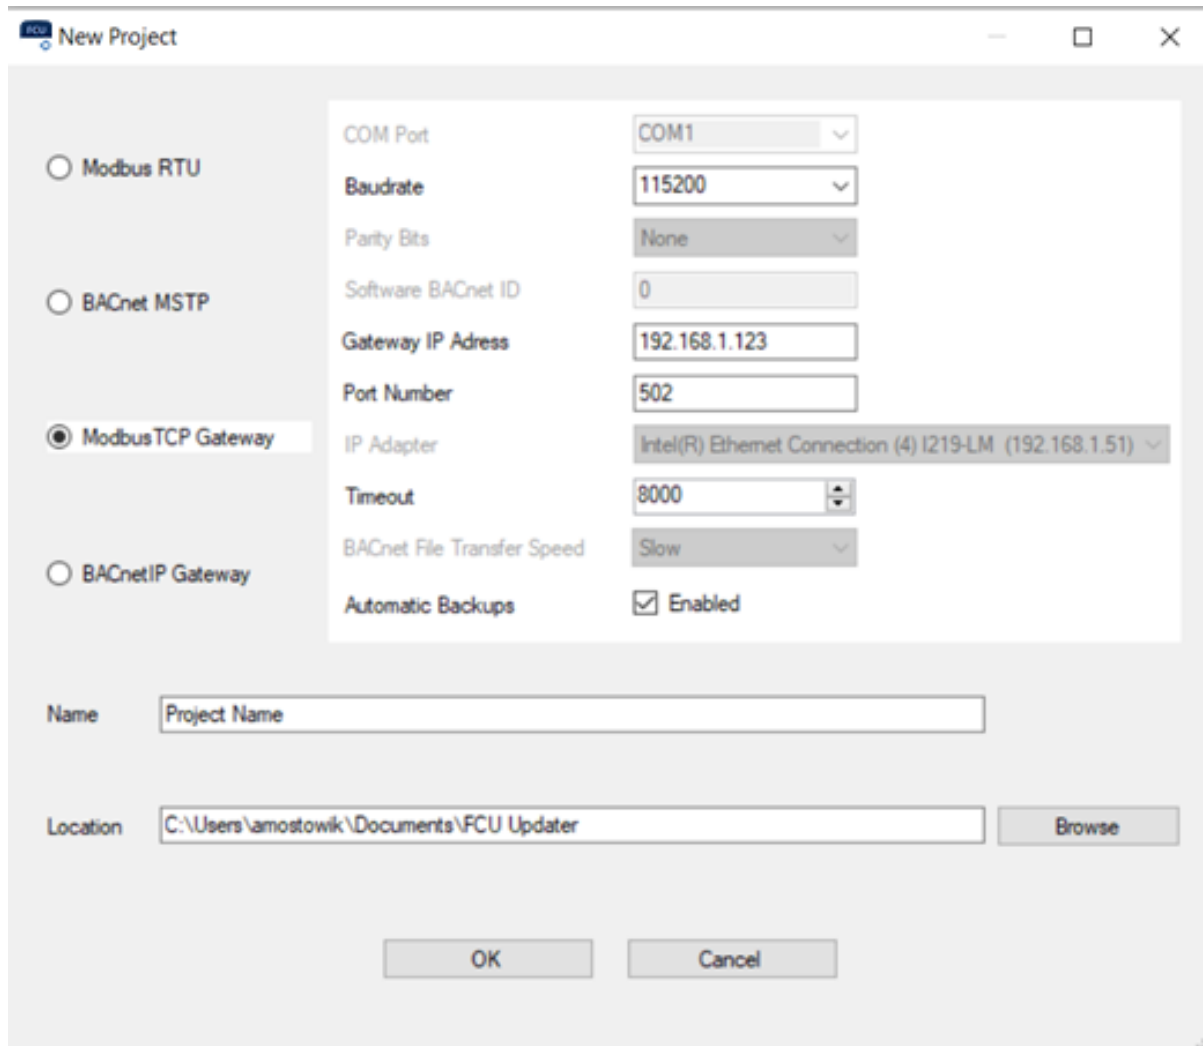 FCU
New Project
Modbus RTU
BACnet MSTP
ModbusTCP Gateway
BACnetIP Gateway
COM Port COM1
Baudrate 115200
Parity Bits None
Software BACnet ID 0
Gateway IP Adress 192.168.1.123
Port Number 502
IP Adapter Intel(R) Ethernet Connection (4) I219-LM (192.168.1.51)
Timeout 8000
BACnet File Transfer Speed Slow
Automatic Backups Enabled
Name Project Name
Location C:\Users\amostowik\Documents\FCU Updater Browse
OK Cancel